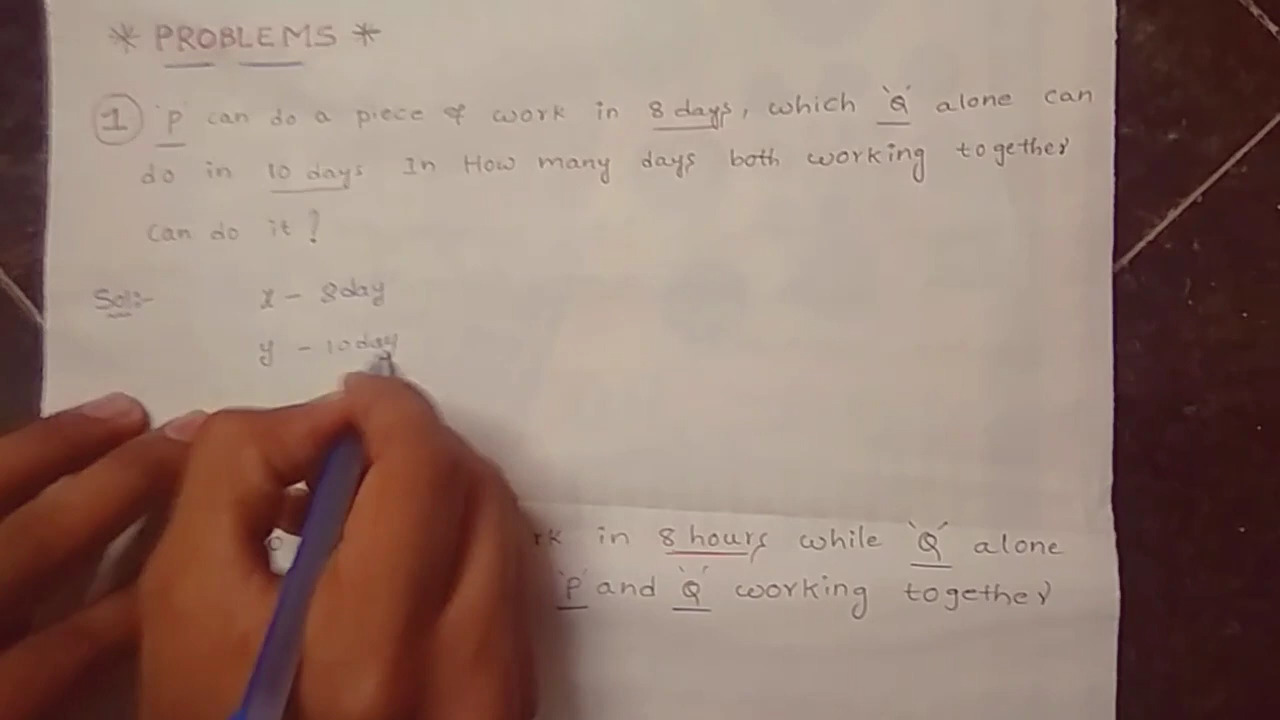 * PROBLEMS *
1 'P' can do a piece of work in 8 days, which 'Q' alone can
do in 10 days In How many days both working together
can do it?
Sol:- x - 8day
y - 10day
in 8 hours while 'Q' alone
'P' and 'Q' working together